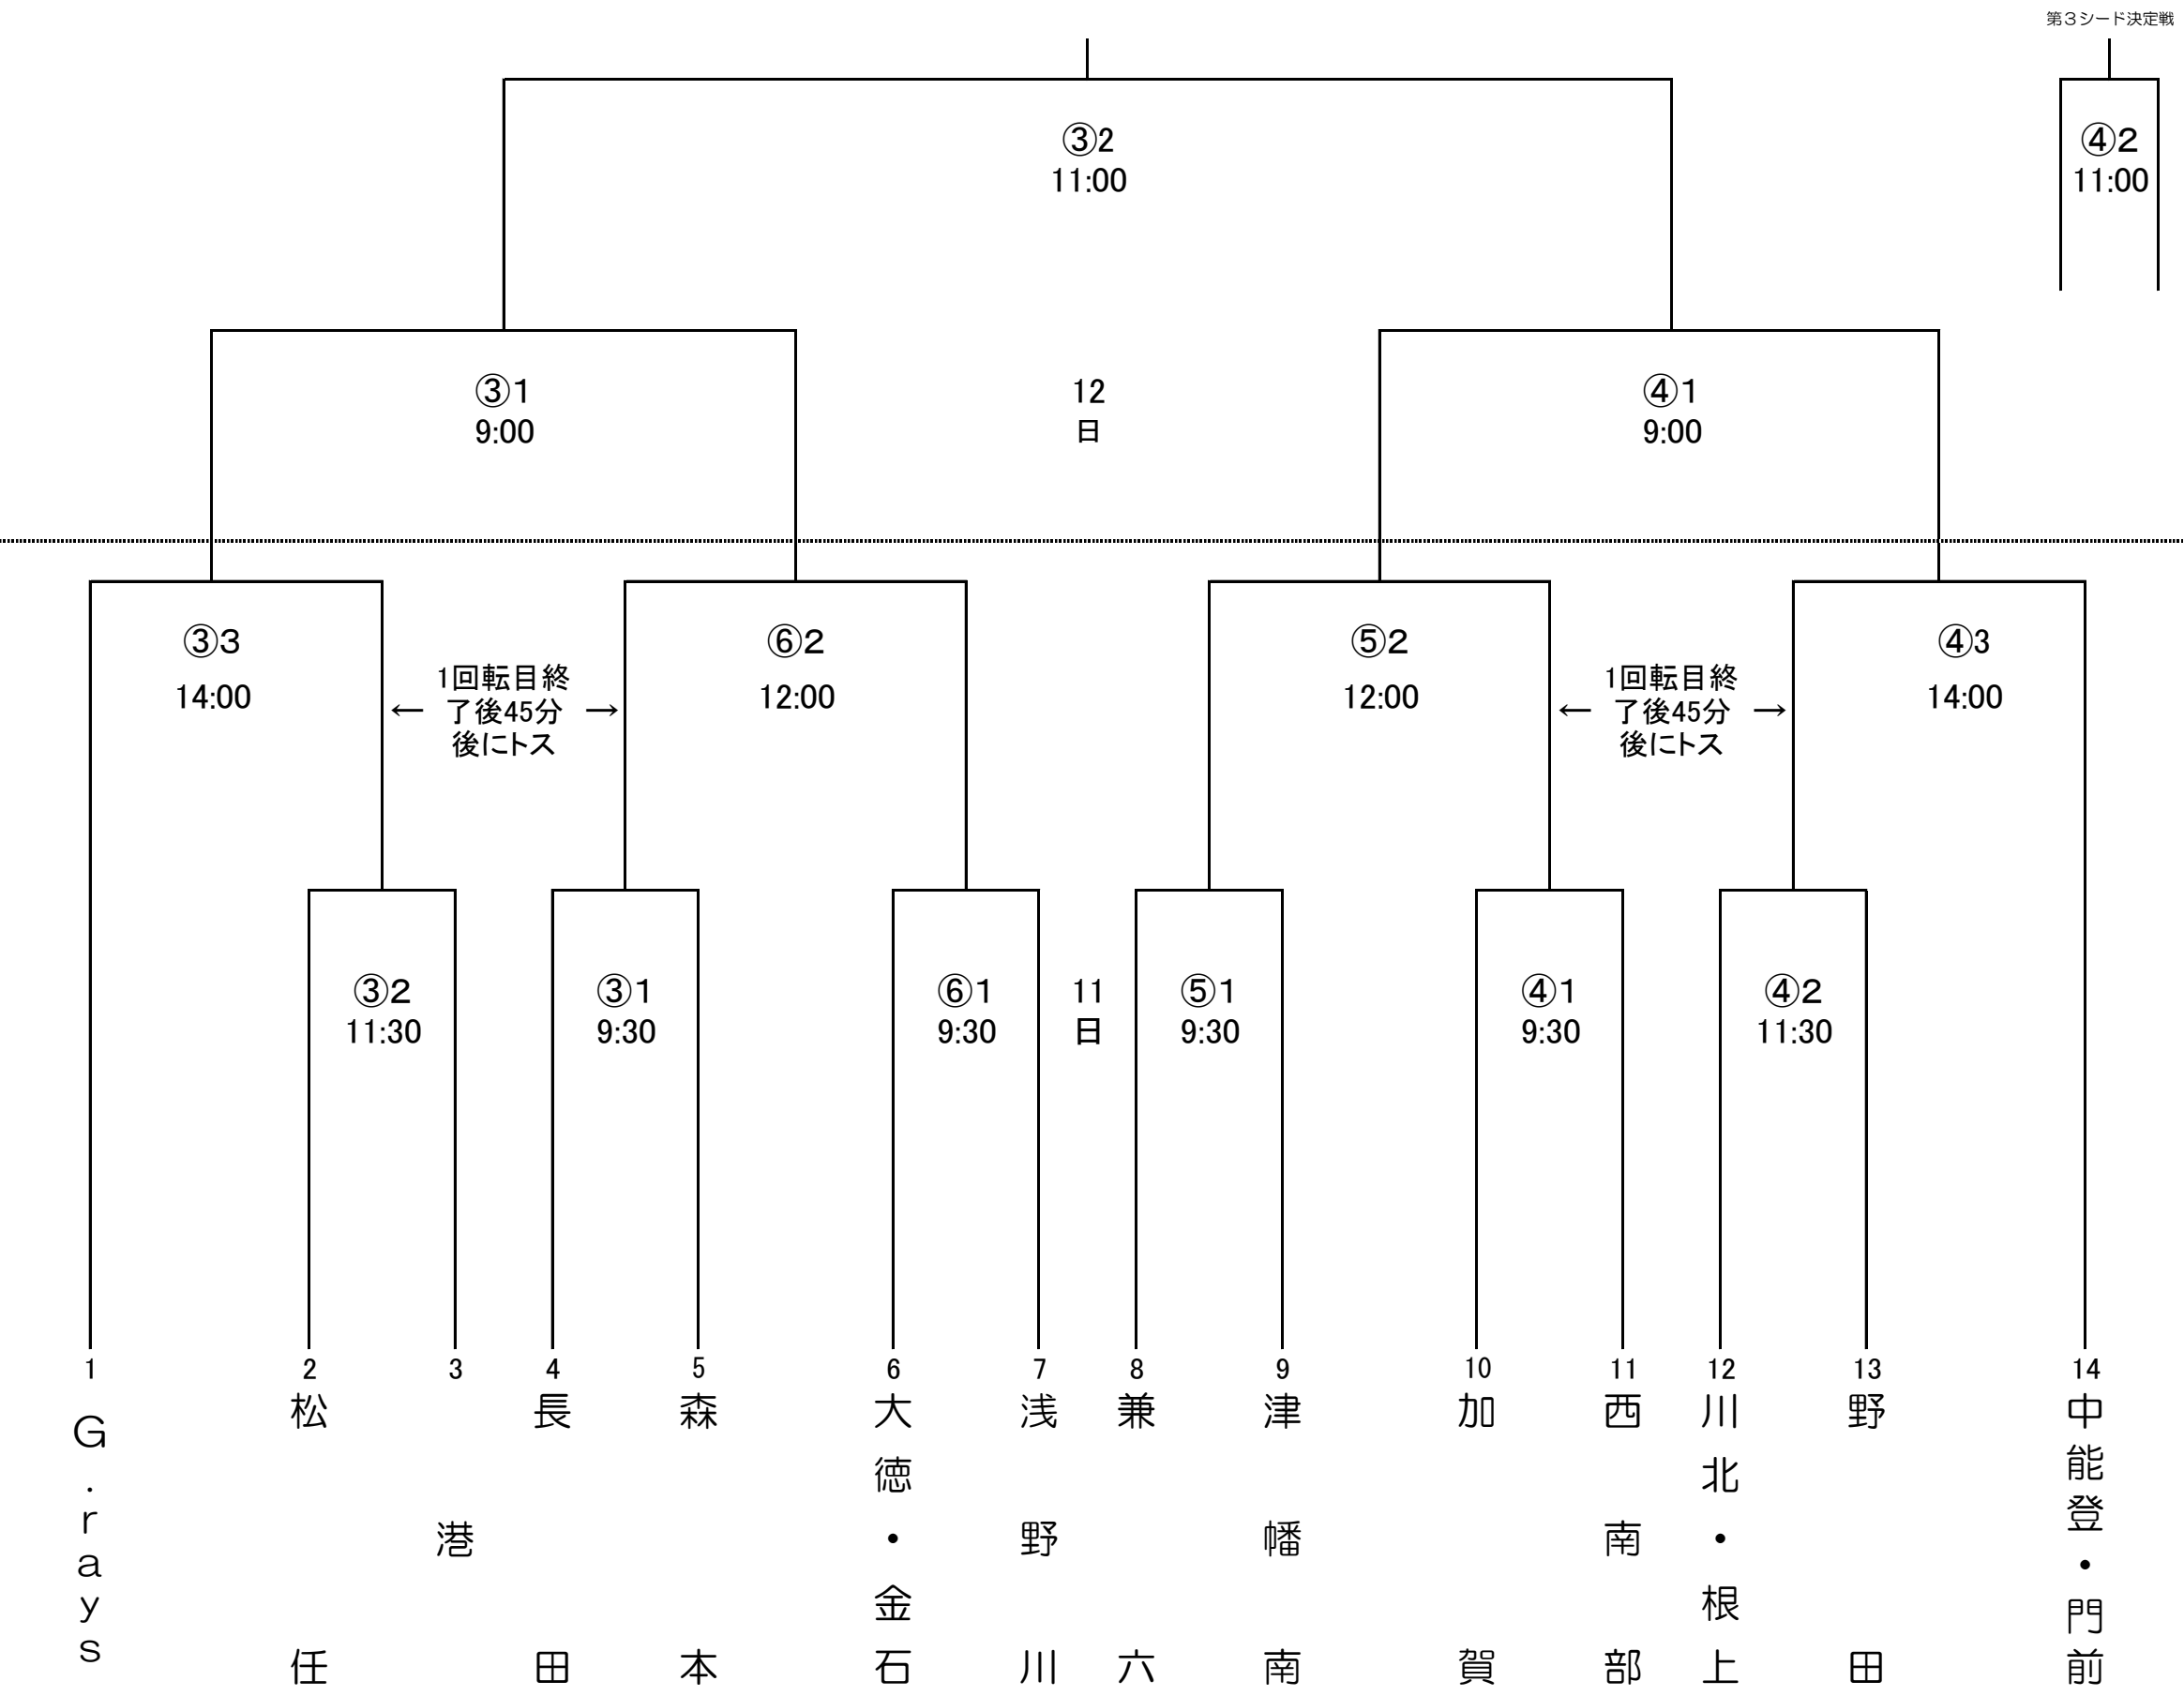 第３シード決定戦
③2
11:00
④2
11:00
③1
9:00
12
日
④1
9:00
③3
14:00
⑥2
12:00
⑤2
12:00
④3
14:00
← 1回転目終
了後45分
後にトス →
← 1回転目終
了後45分
後にトス →
③2
11:30
③1
9:30
⑥1
9:30
11
日
⑤1
9:30
④1
9:30
④2
11:30
1
G.rays
2
松任
3
港
4
長田
5
森本
6
大徳・金石
7
浅野川
8
兼六
9
津幡南
10
加賀
11
西南部
12
川北・根上
13
野田
14
中能登・門前